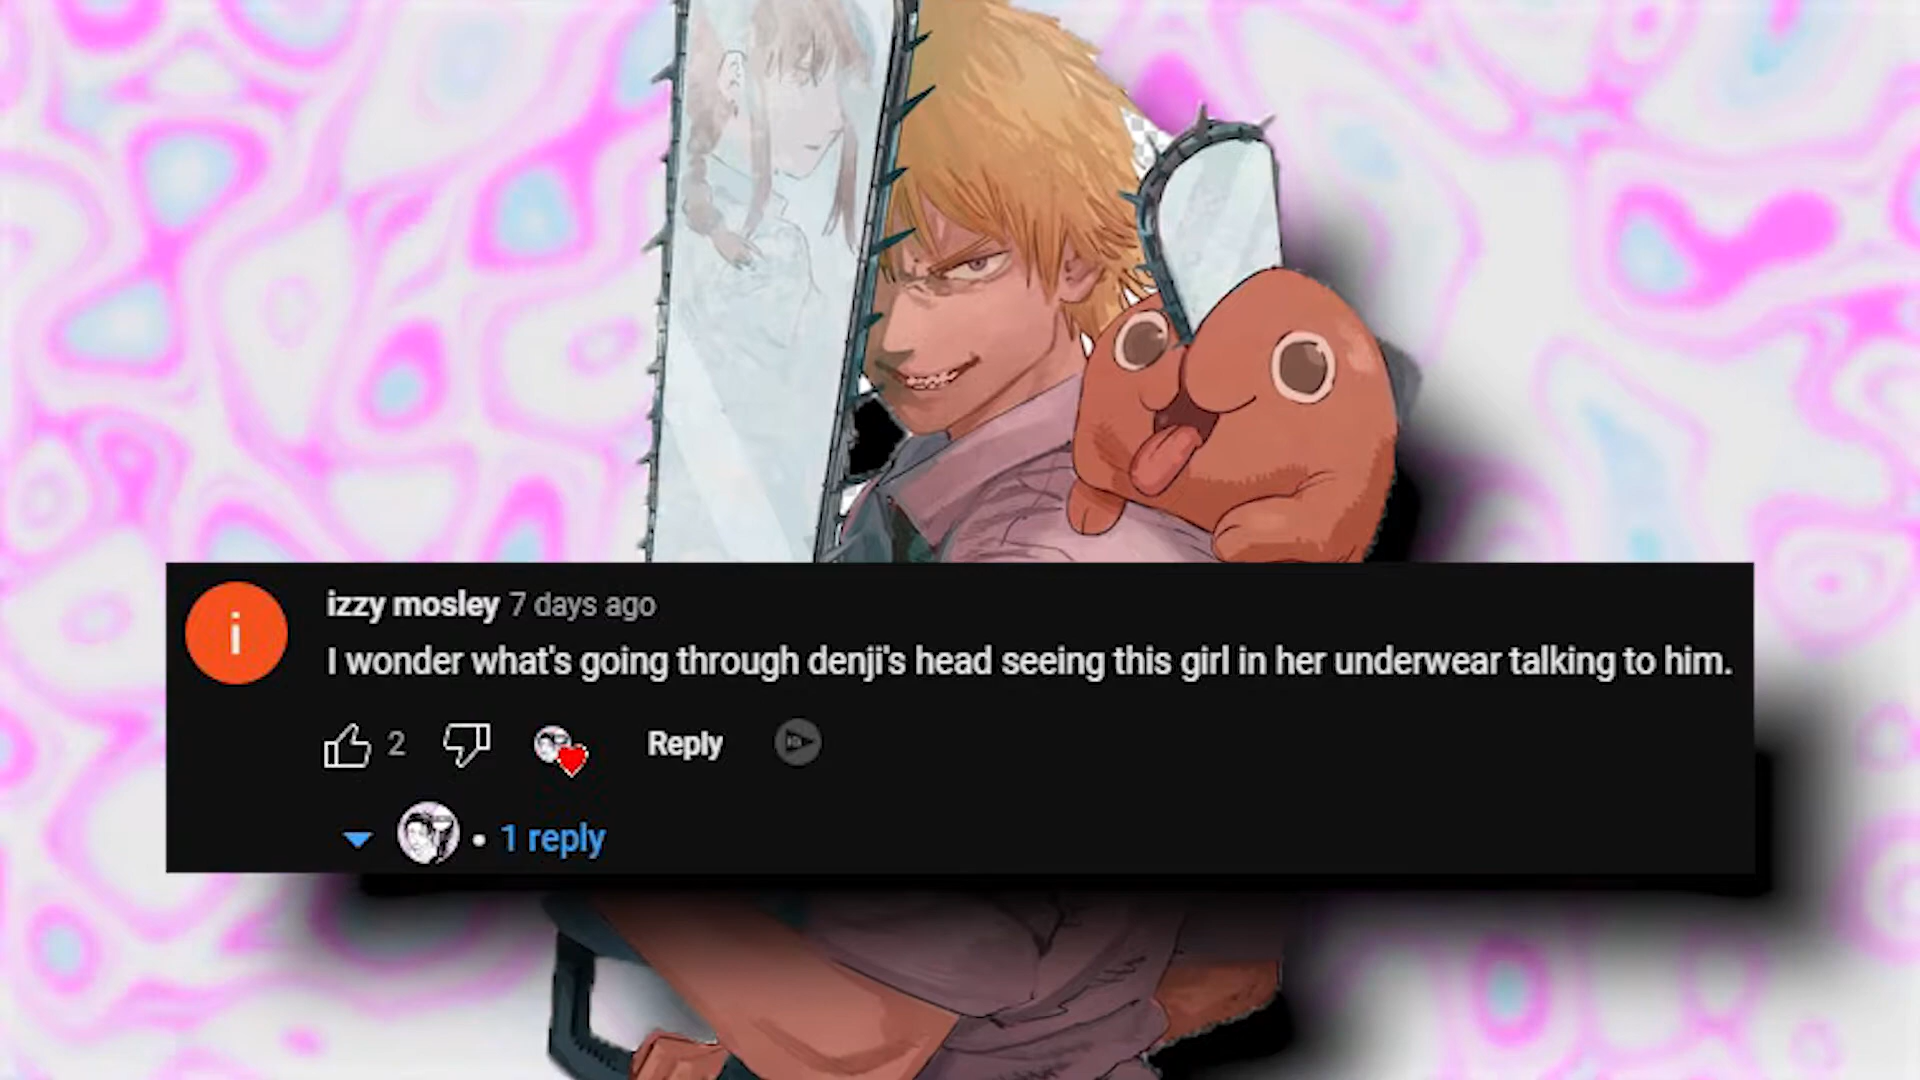 i
izzy mosley 7 days ago
I wonder what's going through denji's head seeing this girl in her underwear talking to him.
2
Reply
• 1 reply